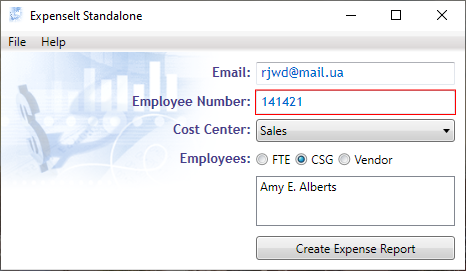 ExpenseIt Standalone
File Help
Email: rjwd@mail.ua
Employee Number: 141421
Cost Center: Sales
Employees: FTE CSG Vendor
Amy E. Alberts
Create Expense Report